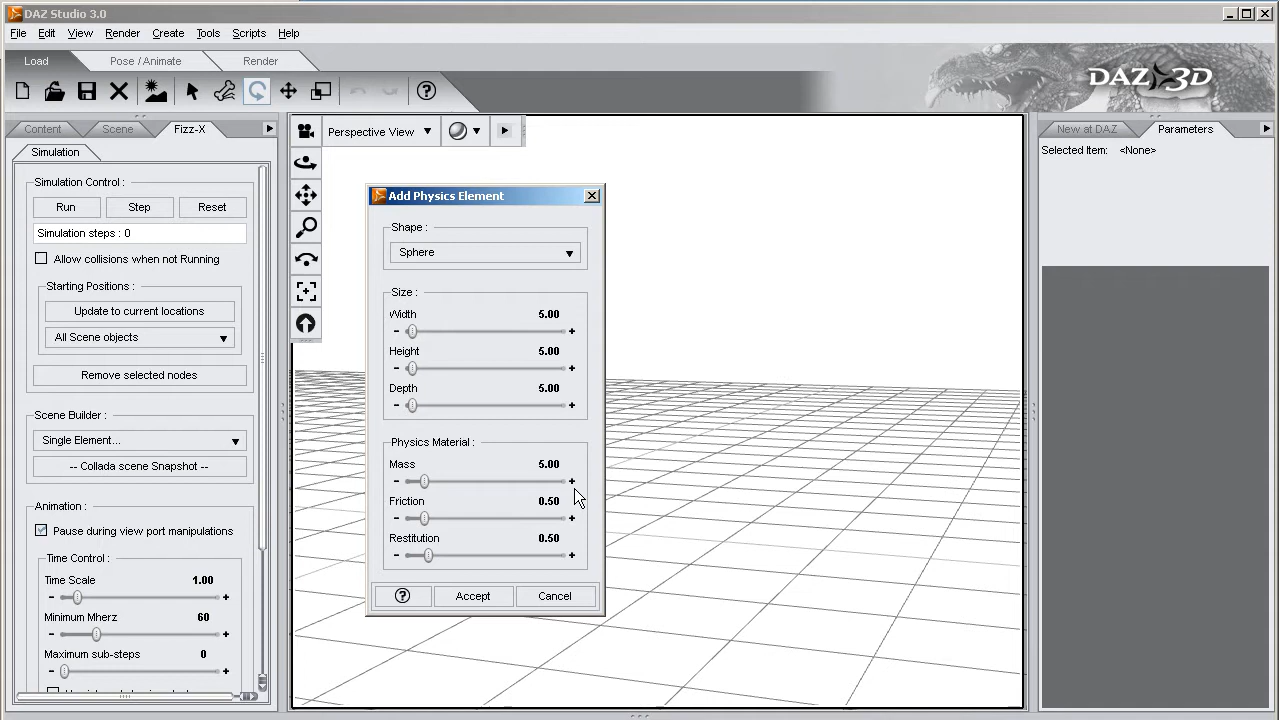 DAZ Studio 3.0
File Edit View Render Create Tools Scripts Help
Load Pose / Animate Render
DAZ 3D
Content Scene Fizz-X
Perspective View
New at DAZ Parameters
Simulation
Selected Item: <None>
Simulation Control :
Run Step Reset
Simulation steps : 0
Allow collisions when not Running
Starting Positions :
Update to current locations
All Scene objects
Remove selected nodes
Scene Builder :
Single Element...
-- Collada scene Snapshot --
Animation :
Pause during view port manipulations
Time Control :
Time Scale 1.00
- +
Minimum Mherz 60
- +
Maximum sub-steps 0
- +
Add Physics Element
Shape :
Sphere
Size :
Width 5.00
- +
Height 5.00
- +
Depth 5.00
- +
Physics Material :
Mass 5.00
- +
Friction 0.50
- +
Restitution 0.50
- +
? Accept Cancel